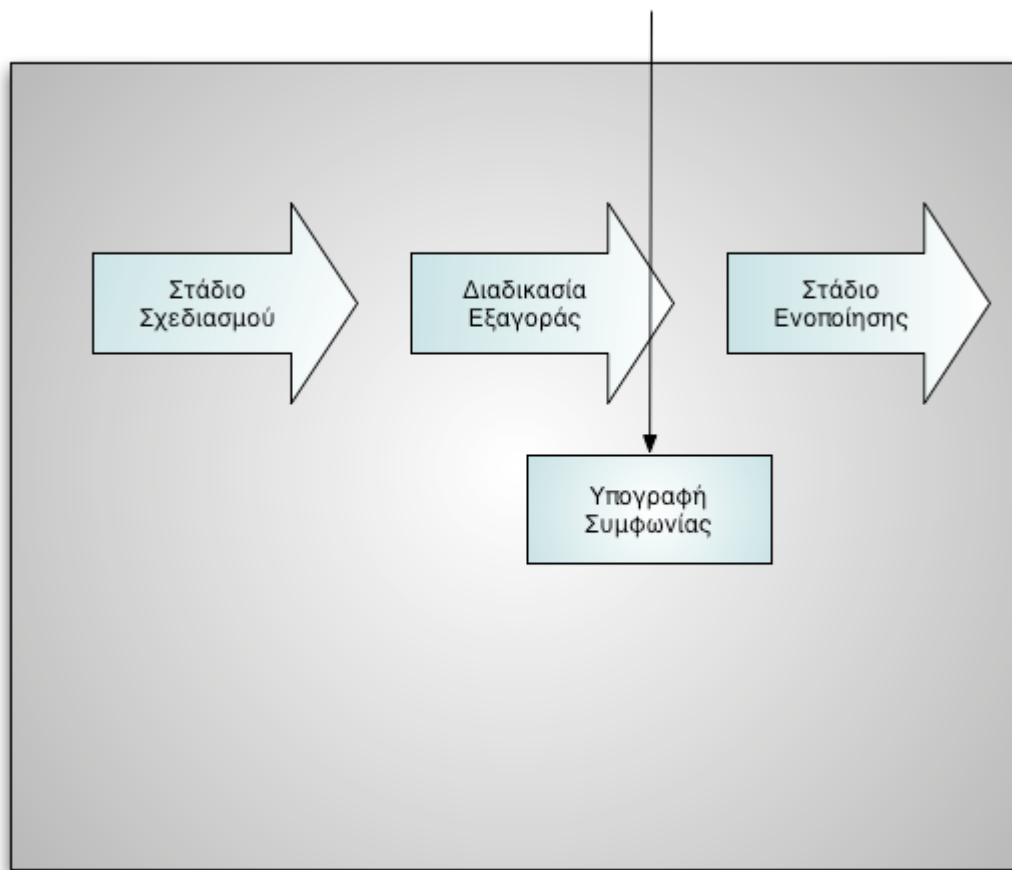 Στάδιο
Σχεδιασμού
Διαδικασία
Εξαγοράς
Στάδιο
Ενοποίησης
Υπογραφή
Συμφωνίας